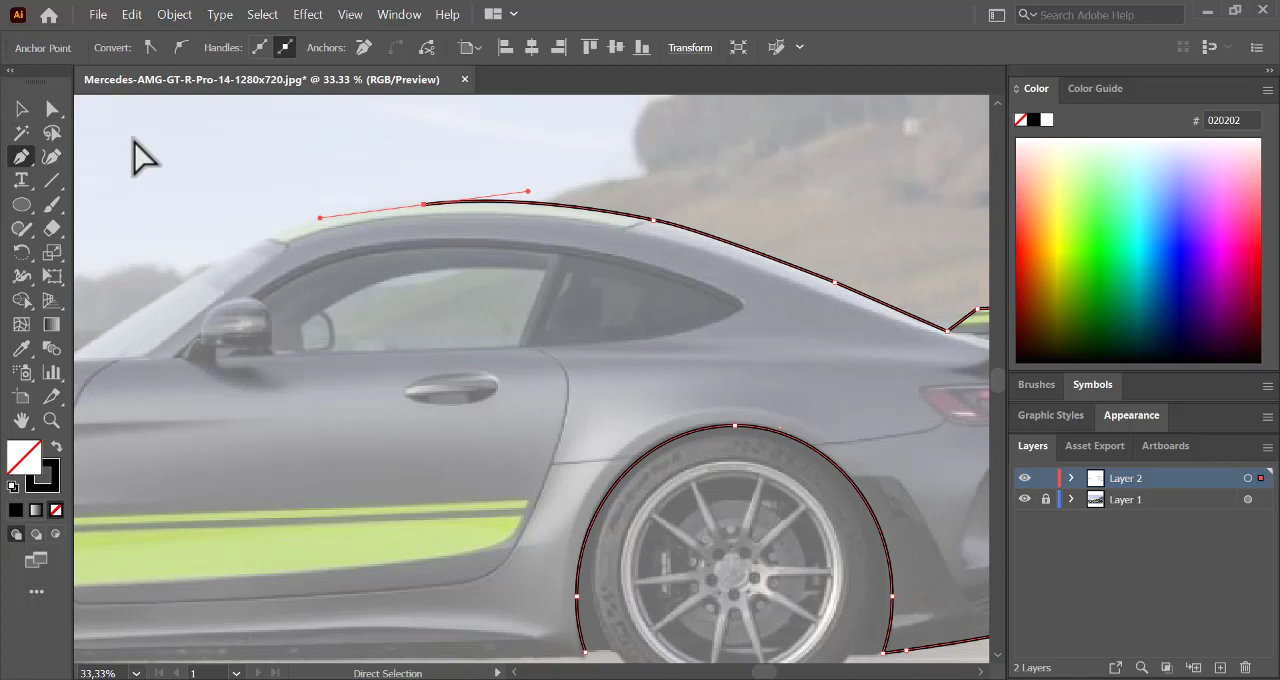 Ai File Edit Object Type Select Effect View Window Help Search Adobe Help
Anchor Point Convert: Handles: Anchors: Transform
Mercedes-AMG-GT-R-Pro-14-1280x720.jpg* @ 33.33 % (RGB/Preview)
Color Color Guide
# 020202
Brushes Symbols
Graphic Styles Appearance
Layers Asset Export Artboards
Layer 2
Layer 1
33,33% 1 Direct Selection
2 Layers